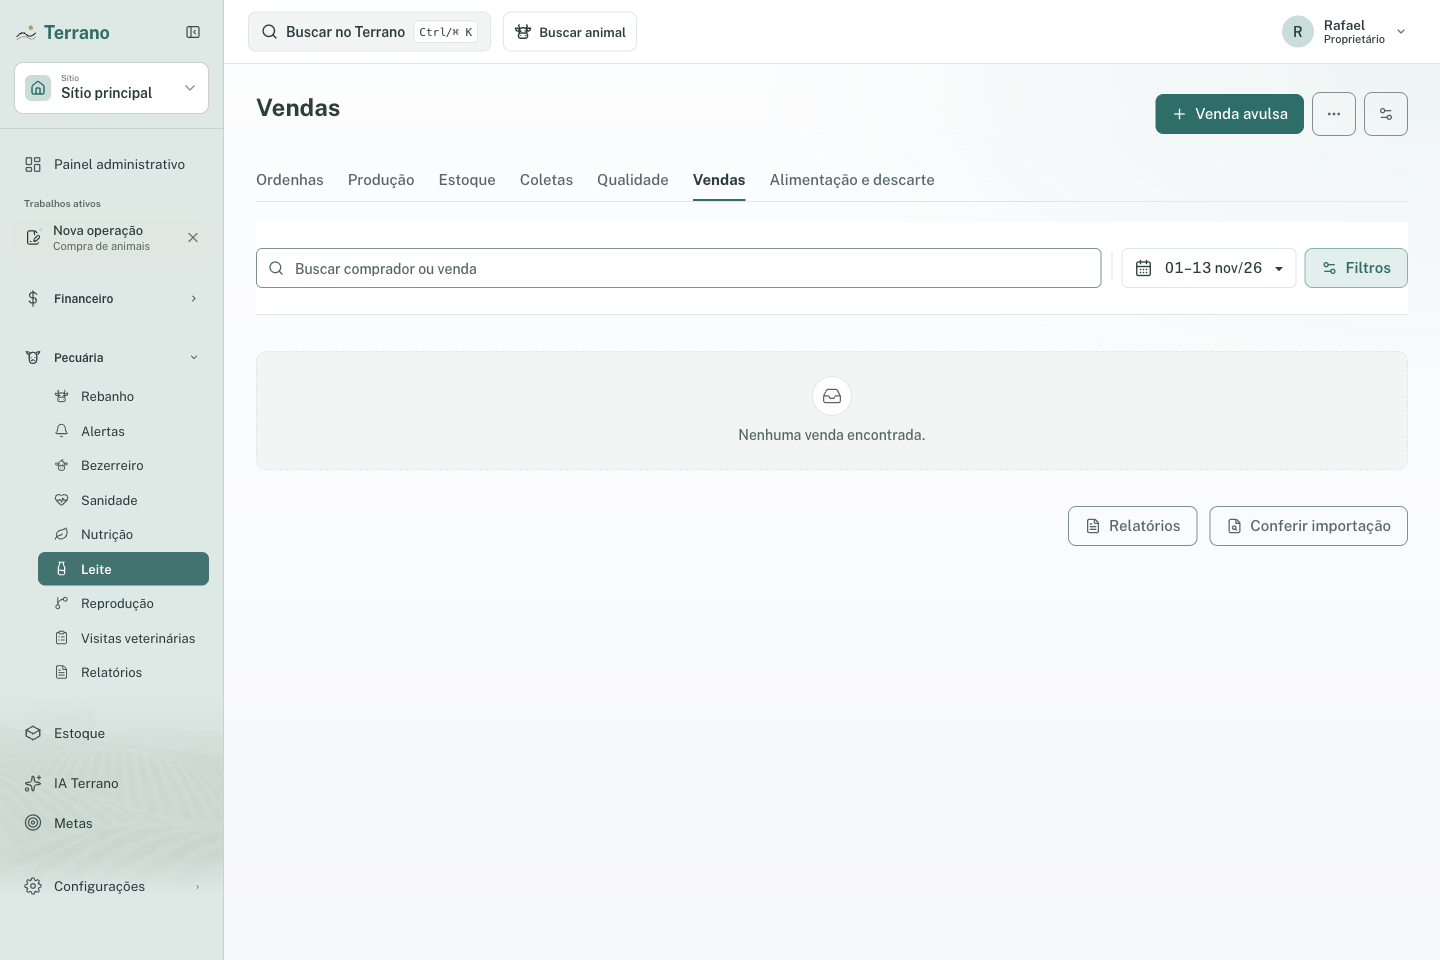 Terrano
Sítio
Sítio principal
Painel administrativo
Trabalhos ativos
Nova operação
Compra de animais
Financeiro
Pecuária
Rebanho
Alertas
Bezerreiro
Sanidade
Nutrição
Leite
Reprodução
Visitas veterinárias
Relatórios
Estoque
IA Terrano
Metas
Configurações
Buscar no Terrano Ctrl/⌘ K
Buscar animal
R
Rafael
Proprietário
Vendas
Venda avulsa
Ordenhas Produção Estoque Coletas Qualidade Vendas Alimentação e descarte
Buscar comprador ou venda
01–13 nov/26
Filtros
Nenhuma venda encontrada.
Relatórios
Conferir importação